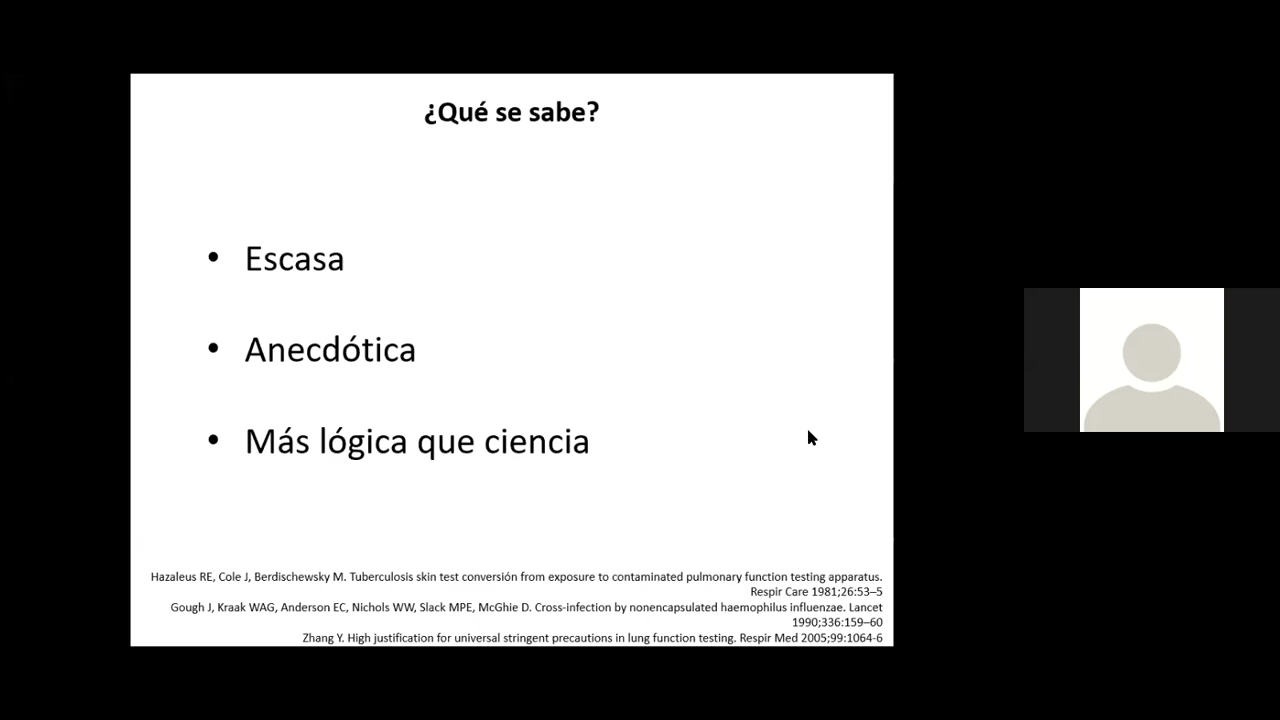 ¿Qué se sabe?
• Escasa
• Anecdótica
• Más lógica que ciencia
Hazaleus RE, Cole J, Berdischewsky M. Tuberculosis skin test conversión from exposure to contaminated pulmonary function testing apparatus.
Respir Care 1981;26:53–5
Gough J, Kraak WAG, Anderson EC, Nichols WW, Slack MPE, McGhie D. Cross-infection by nonencapsulated haemophilus influenzae. Lancet
1990;336:159–60
Zhang Y. High justification for universal stringent precautions in lung function testing. Respir Med 2005;99:1064-6